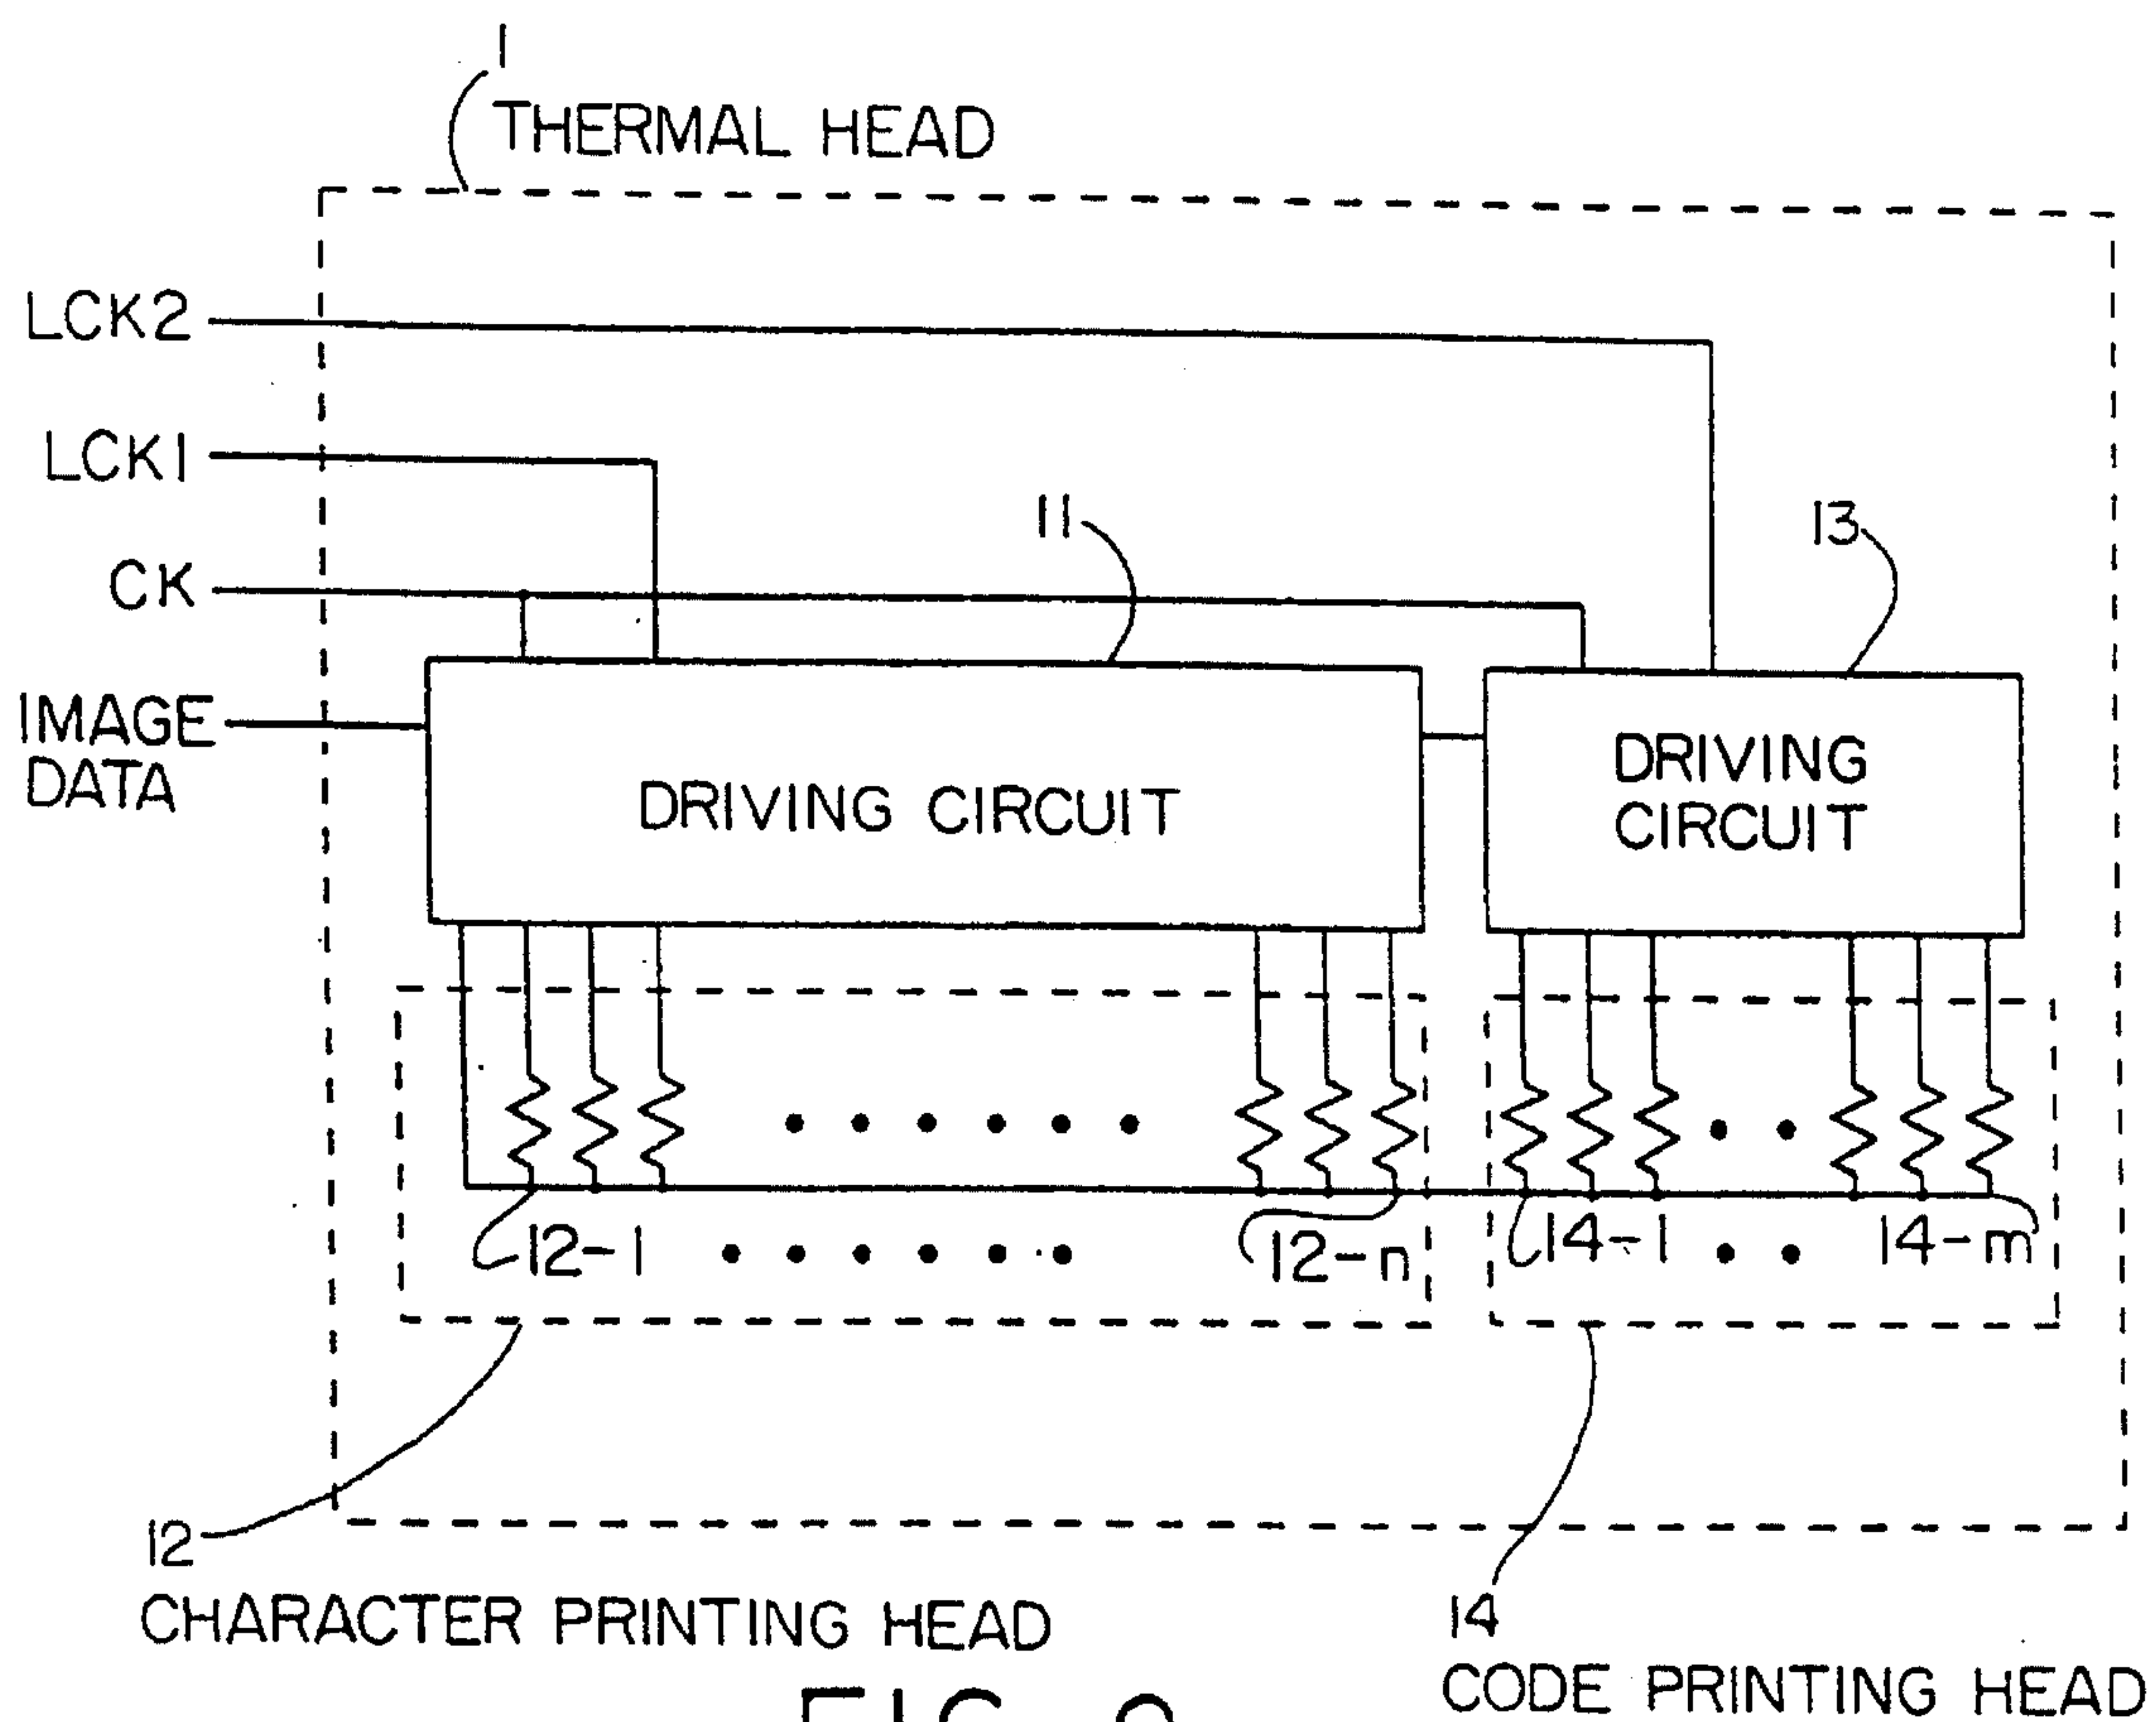 1
THERMAL HEAD
LCK2
LCK1
CK
IMAGE
DATA
11
13
DRIVING CIRCUIT
DRIVING
CIRCUIT
12-1
12-n
14-1
14-m
12
CHARACTER PRINTING HEAD
14
CODE PRINTING HEAD